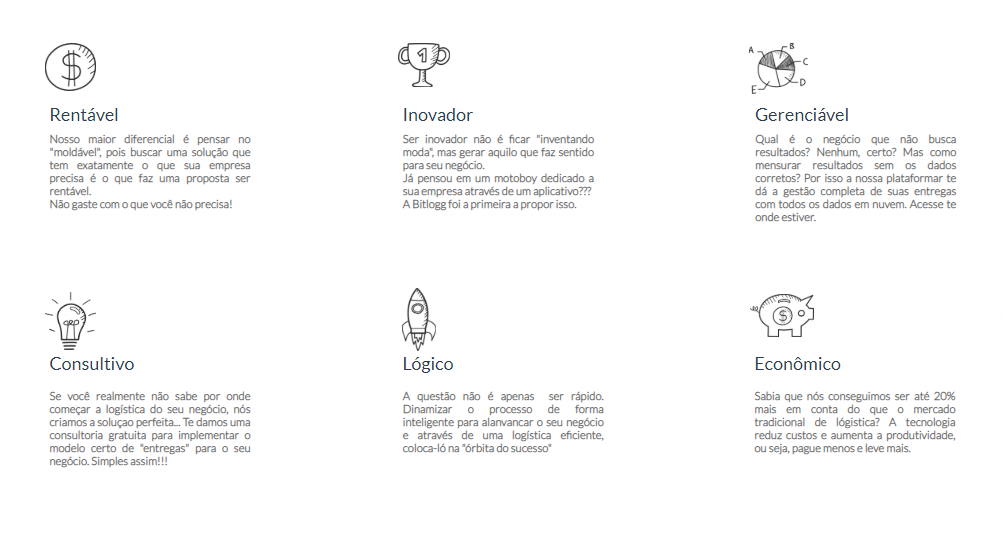 $
1
A
B
C
D
E
Rentável
Nosso maior diferencial é pensar no
"moldável", pois buscar uma solução que
tem exatamente o que sua empresa
precisa é o que faz uma proposta ser
rentável.
Não gaste com o que você não precisa!
Inovador
Ser inovador não é ficar "inventando
moda", mas gerar aquilo que faz sentido
para seu negócio.
Já pensou em um motoboy dedicado a
sua empresa através de um aplicativo???
A Bitlogg foi a primeira a propor isso.
Gerenciável
Qual é o negócio que não busca
resultados? Nenhum, certo? Mas como
mensurar resultados sem os dados
corretos? Por isso a nossa plataformar te
dá a gestão completa de suas entregas
com todos os dados em nuvem. Acesse te
onde estiver.
$
Consultivo
Se você realmente não sabe por onde
começar a logística do seu negócio, nós
criamos a soluçao perfeita... Te damos uma
consultoria gratuita para implementar o
modelo certo de "entregas" para o seu
negócio. Simples assim!!!
Lógico
A questão não é apenas ser rápido.
Dinamizar o processo de forma
inteligente para alanvancar o seu negócio
e através de uma logística eficiente,
coloca-ló na "órbita do sucesso"
Econômico
Sabia que nós conseguimos ser até 20%
mais em conta do que o mercado
tradicional de lógistica? A tecnologia
reduz custos e aumenta a produtividade,
ou seja, pague menos e leve mais.